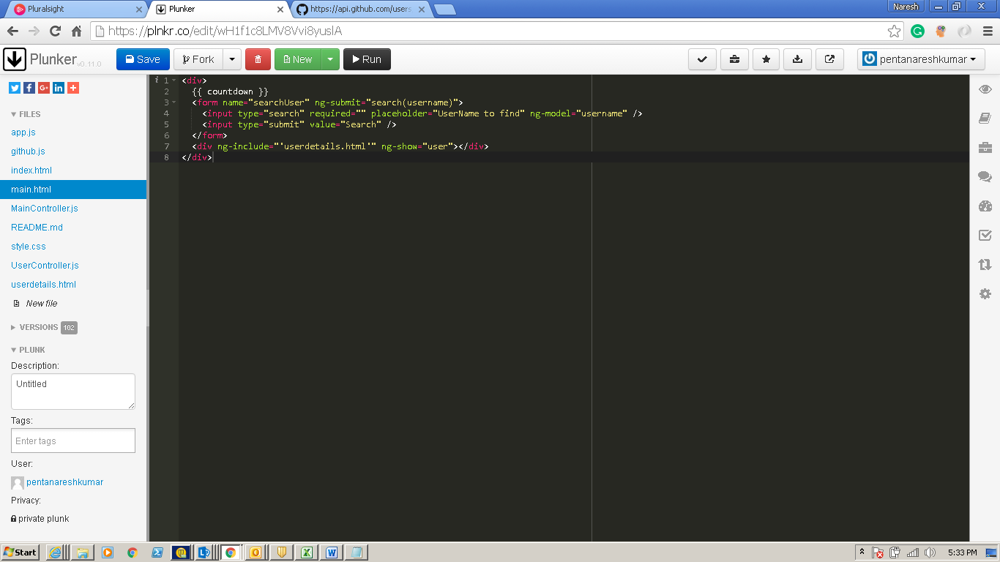 Pluralsight
Plunker
https://api.github.com/users
Naresh
https://plnkr.co/edit/wH1f1c8LMV8Vvi8yuslA
Plunker v0.11.0
Save
Fork
New
Run
pentanareshkumar
FILES
app.js
github.js
index.html
main.html
MainController.js
README.md
style.css
UserController.js
userdetails.html
New file
VERSIONS 102
PLUNK
Description:
Untitled
Tags:
Enter tags
User:
pentanareshkumar
Privacy:
private plunk
i 1 <div>
2 {{ countdown }}
3 <form name="searchUser" ng-submit="search(username)">
4 <input type="search" required="" placeholder="UserName to find" ng-model="username" />
5 <input type="submit" value="Search" />
6 </form>
7 <div ng-include="'userdetails.html'" ng-show="user"></div>
8 </div>
Start
5:33 PM